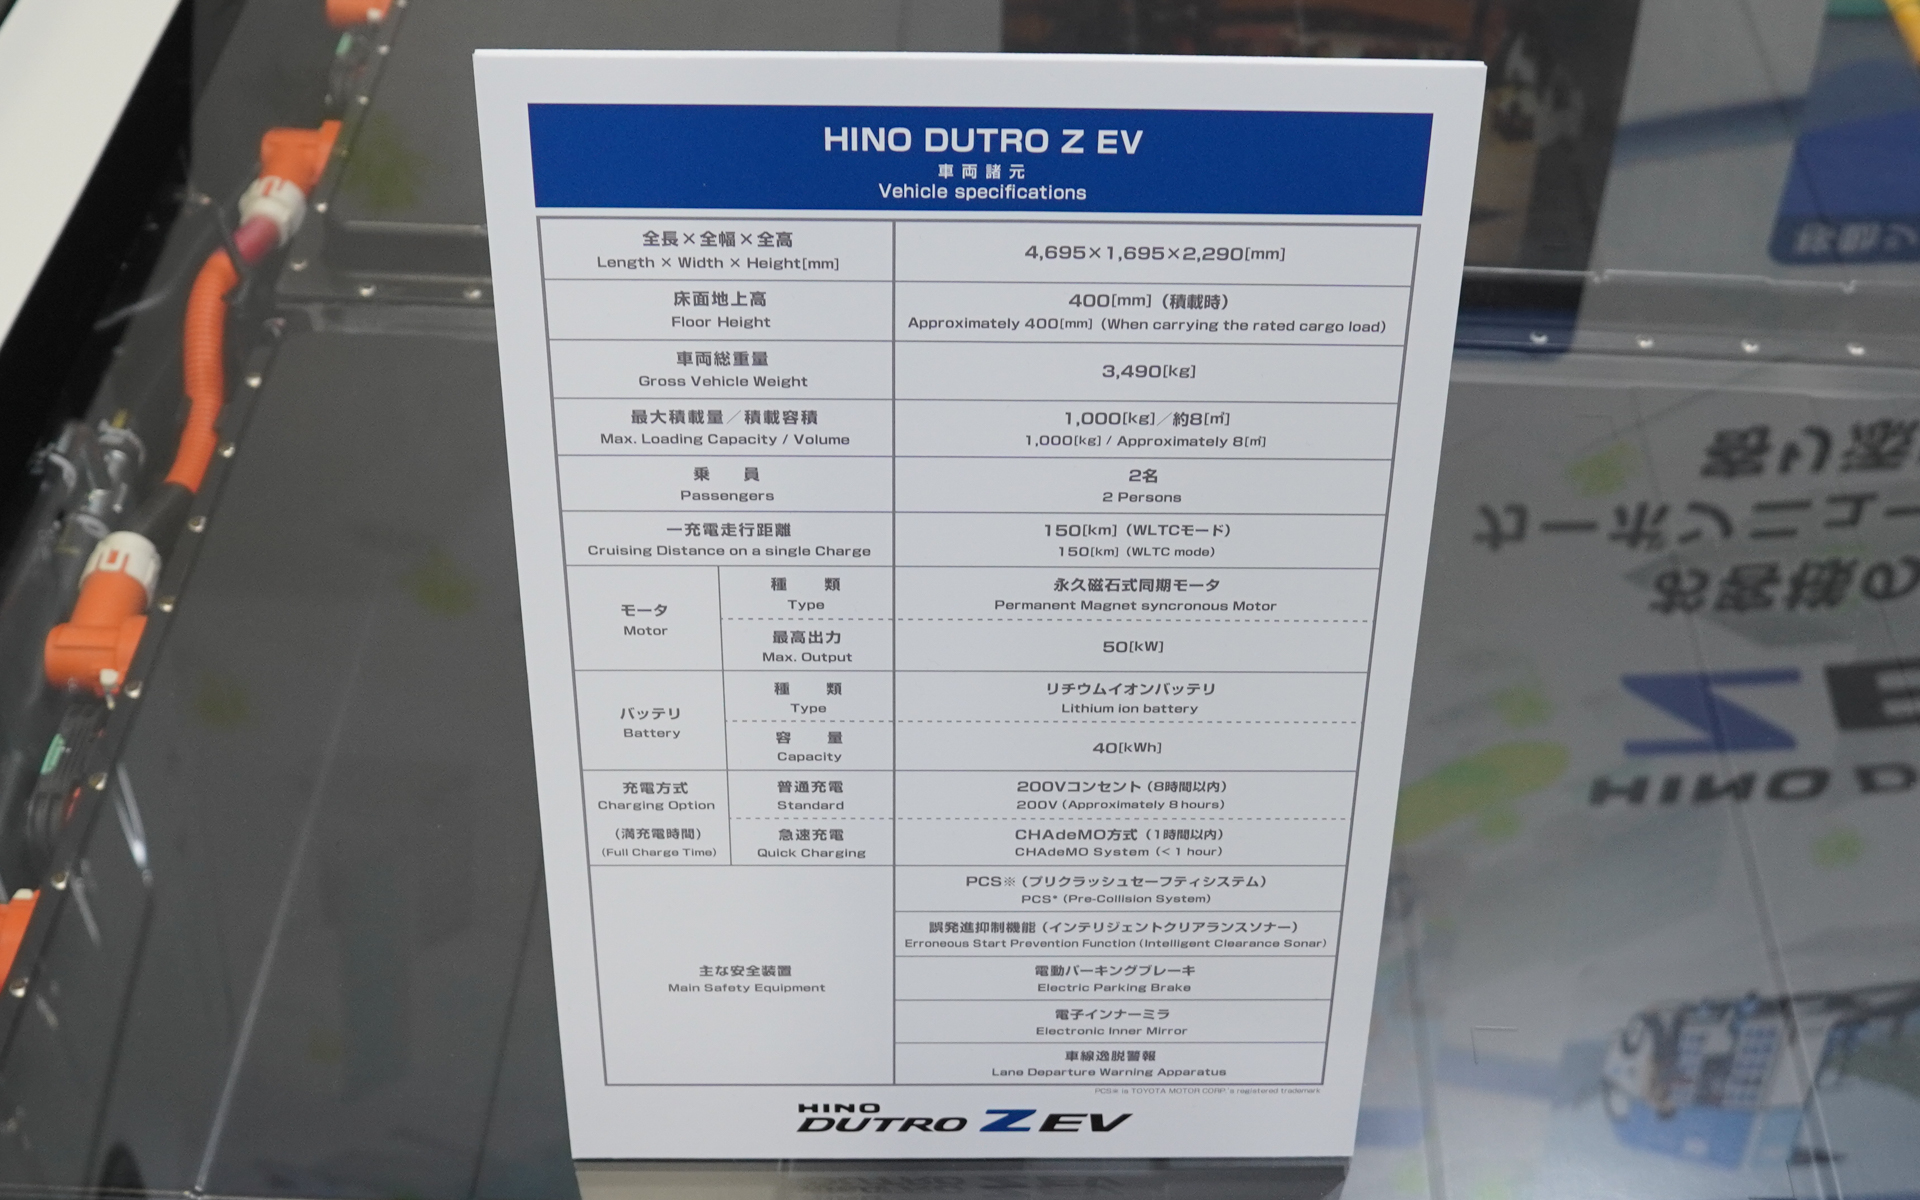 HINO DUTRO Z EV
車両諸元
Vehicle specifications
全長×全幅×全高
Length × Width × Height[mm]
4,695×1,695×2,290[mm]
床面地上高
Floor Height
400[mm]（積載時）
Approximately 400[mm]（When carrying the rated cargo load）
車両総重量
Gross Vehicle Weight
3,490[kg]
最大積載量／積載容積
Max. Loading Capacity / Volume
1,000[kg]／約8[㎥]
1,000[kg] / Approximately 8[㎥]
乗　員
Passengers
2名
2 Persons
一充電走行距離
Cruising Distance on a single Charge
150[km]（WLTCモード）
150[km]（WLTC mode）
モータ
Motor
種　類
Type
永久磁石式同期モータ
Permanent Magnet syncronous Motor
最高出力
Max. Output
50[kW]
バッテリ
Battery
種　類
Type
リチウムイオンバッテリ
Lithium ion battery
容　量
Capacity
40[kWh]
充電方式
Charging Option
（満充電時間）
(Full Charge Time)
普通充電
Standard
200Vコンセント（8時間以内）
200V（Approximately 8 hours）
急速充電
Quick Charging
CHAdeMO方式（1時間以内）
CHAdeMO System（< 1 hour）
主な安全装置
Main Safety Equipment
PCS※（プリクラッシュセーフティシステム）
PCS*（Pre-Collision System）
誤発進抑制機能（インテリジェントクリアランスソナー）
Erroneous Start Prevention Function（Intelligent Clearance Sonar）
電動パーキングブレーキ
Electric Parking Brake
電子インナーミラ
Electronic Inner Mirror
車線逸脱警報
Lane Departure Warning Apparatus
PCS※ is TOYOTA MOTOR CORP.'s registered trademark
HINO
DUTRO Z EV